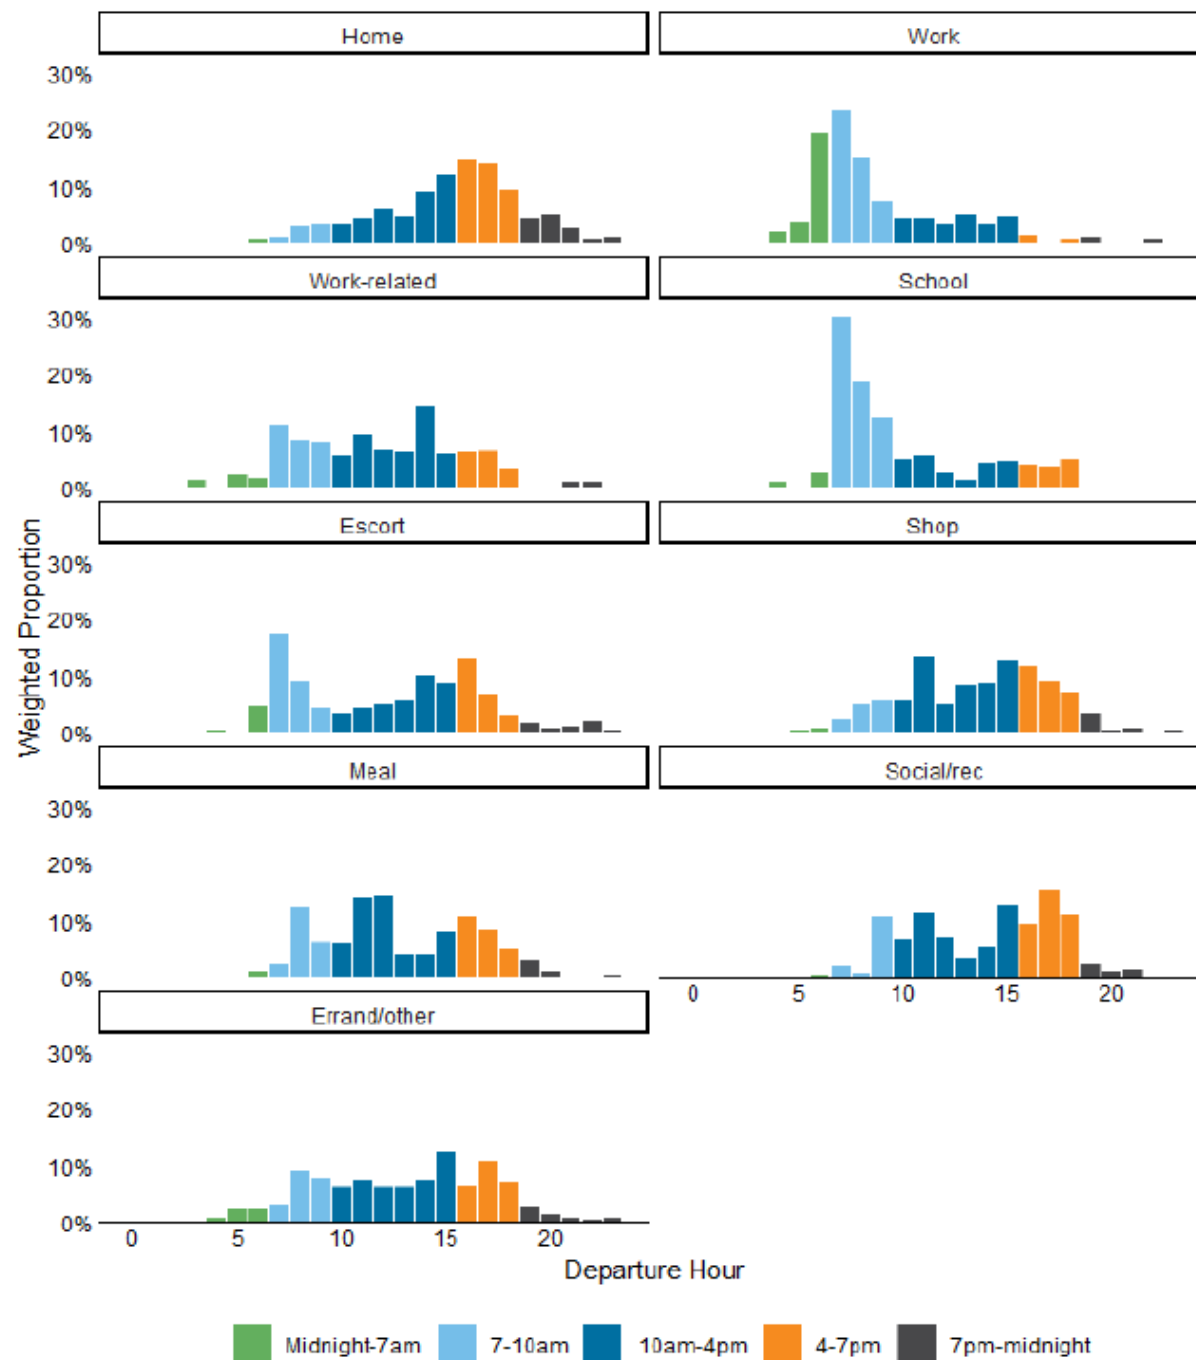 Home
Work
30%
20%
10%
0%
Work-related
School
30%
20%
10%
0%
Escort
Shop
30%
20%
10%
0%
Meal
Social/rec
30%
20%
10%
0%
0 5 10 15 20
Errand/other
30%
20%
10%
0%
0 5 10 15 20
Weighted Proportion
Departure Hour
Midnight-7am 7-10am 10am-4pm 4-7pm 7pm-midnight